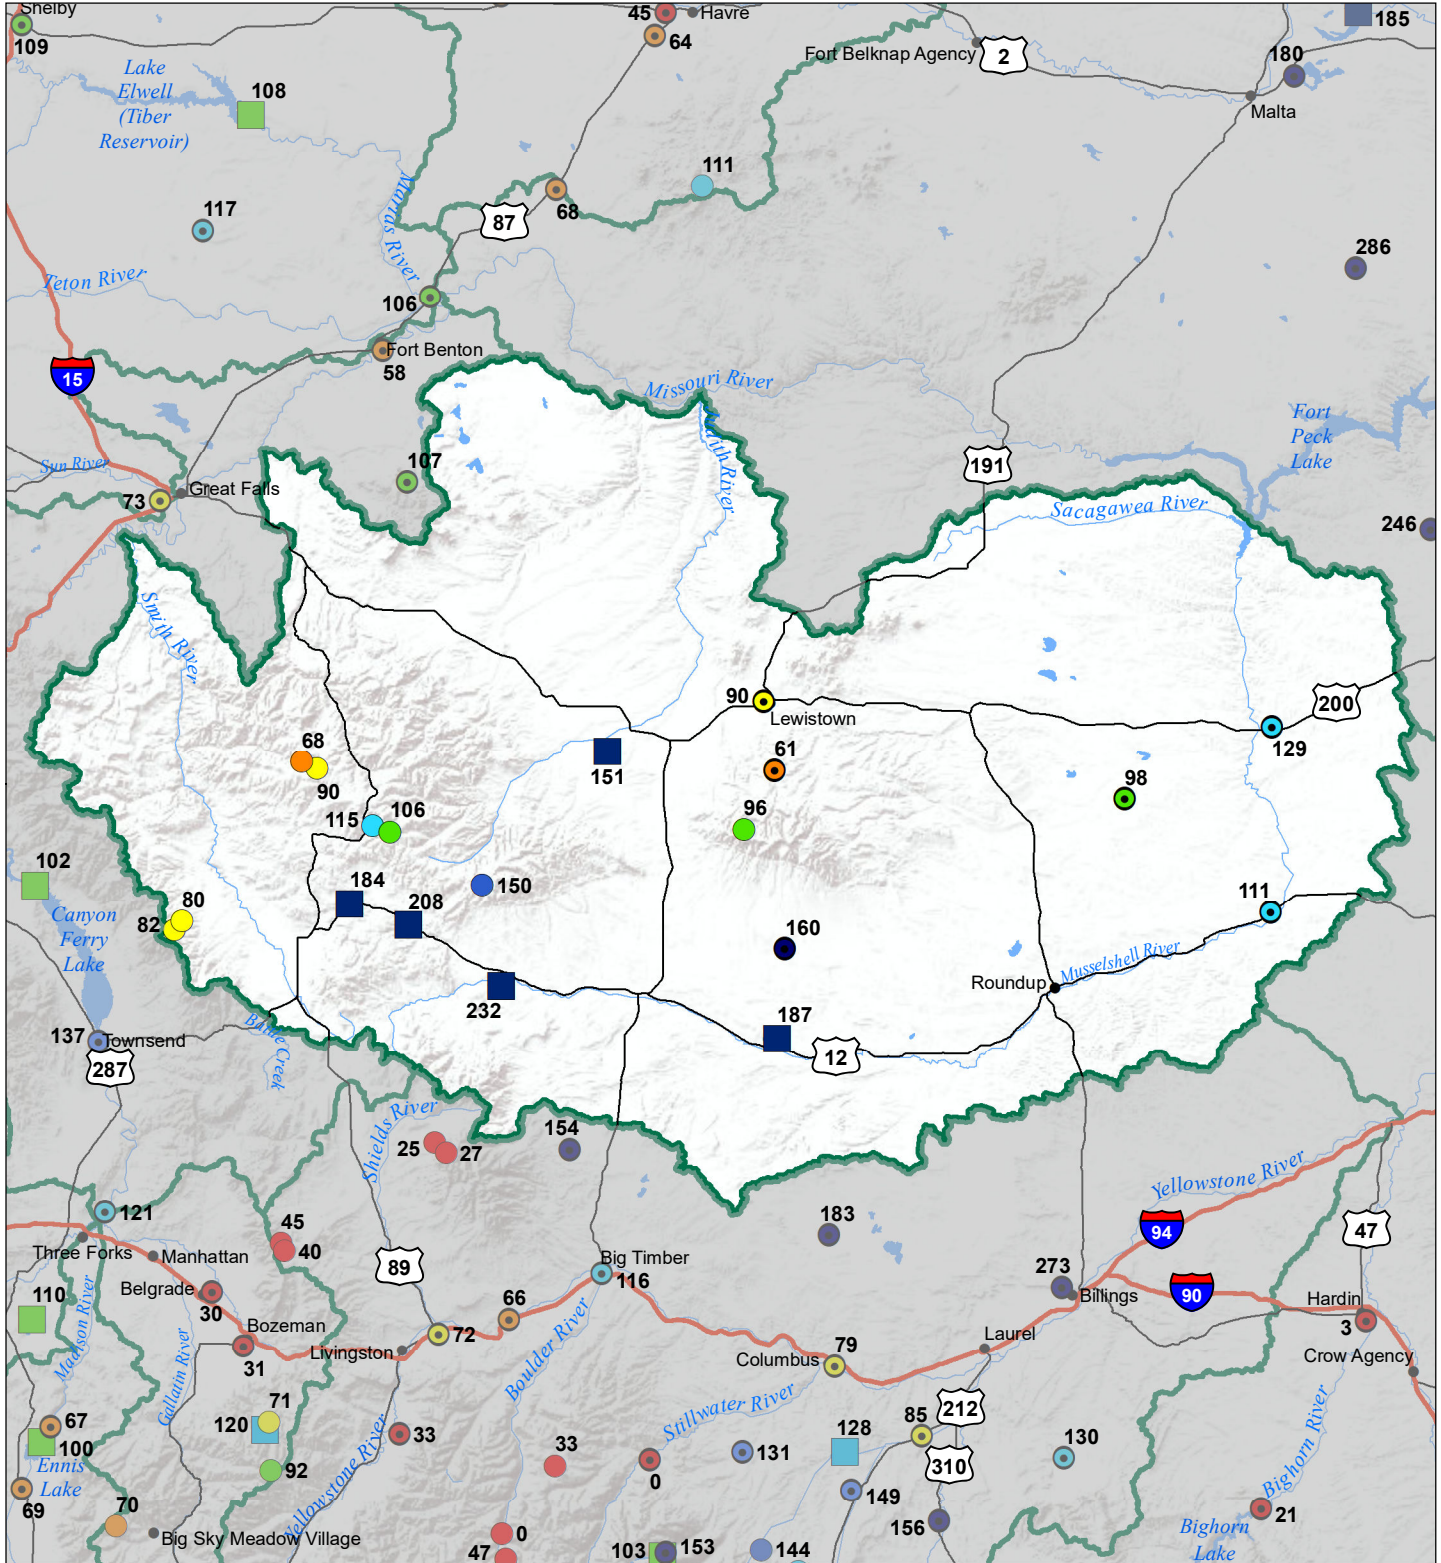 Shelby
109
45
Havre
64
Fort Belknap Agency
2
185
180
Malta
Lake
Elwell
(Tiber
Reservoir)
108
111
117
68
87
Marias River
286
Teton River
106
Fort Benton
58
15
Missouri River
Fort
Peck
Lake
Judith River
107
191
Sun River
Great Falls
73
Sacagawea River
246
Smith River
90
Lewistown
200
129
68
90
151
61
98
115
106
96
102
184
208
150
111
80
82
Canyon
Ferry
Lake
160
Musselshell River
Roundup
232
187
12
137
Townsend
287
Battle Creek
Shields River
25
27
154
Yellowstone River
121
45
40
183
94
47
Three Forks
Manhattan
89
Big Timber
116
273
Billings
90
Belgrade
30
110
Madison River
66
Hardin
3
Bozeman
31
Gallatin River
Livingston
72
Boulder River
Laurel
Columbus
79
Crow Agency
67
100
Ennis
Lake
71
120
33
Stillwater River
85
212
128
131
130
33
0
310
Bighorn River
92
69
70
Yellowstone River
149
21
Big Sky Meadow Village
0
47
103
153
144
156
Bighorn
Lake